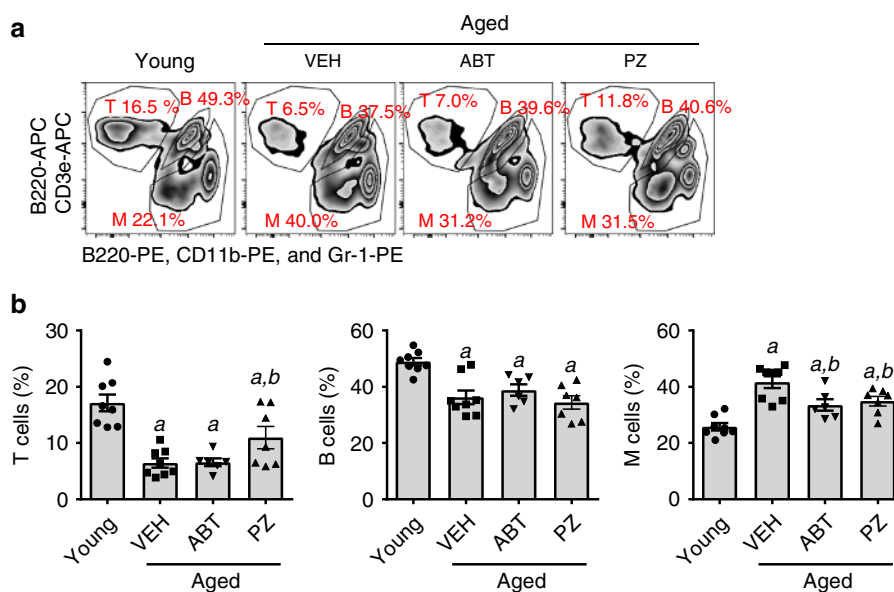 a
Aged
Young VEH ABT PZ
T 16.5 % B 49.3% T 6.5% B 37.5% T 7.0% B 39.6% T 11.8% B 40.6%
B220-APC
CD3e-APC
M 22.1% M 40.0% M 31.2% M 31.5%
B220-PE, CD11b-PE, and Gr-1-PE
b
T cells (%)
30
20
10
0
a a a,b
Young VEH ABT PZ
Aged
B cells (%)
60
40
20
0
a a a
Young VEH ABT PZ
Aged
M cells (%)
60
40
20
0
a a,b a,b
Young VEH ABT PZ
Aged